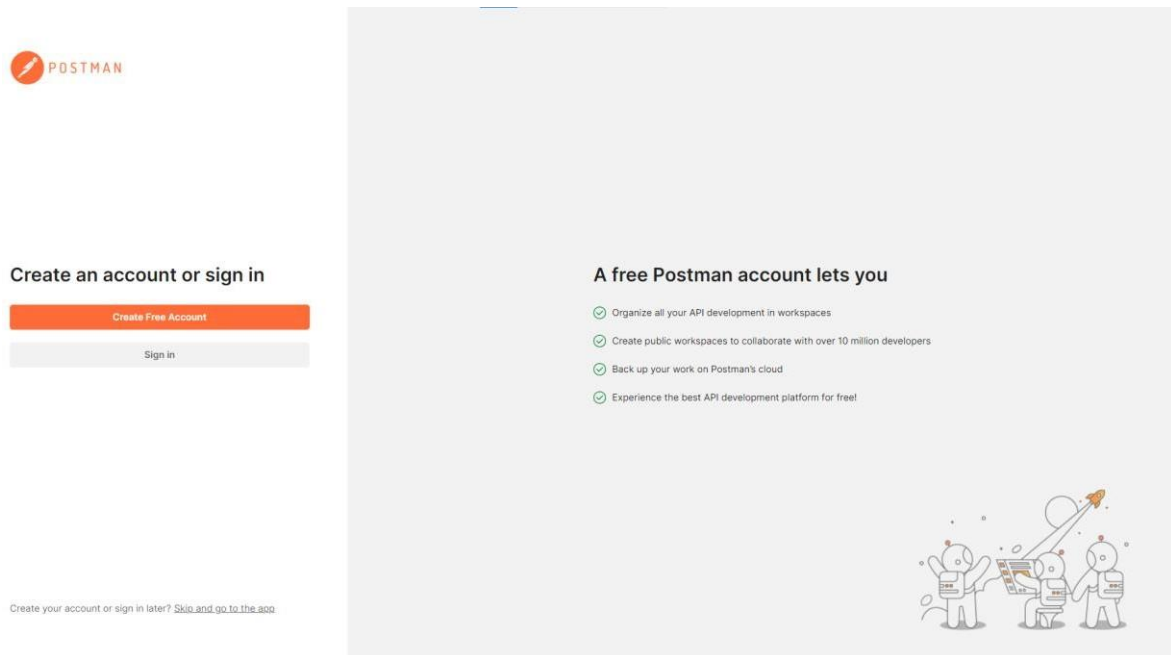 POSTMAN
Create an account or sign in
Create Free Account
Sign in
Create your account or sign in later? Skip and go to the app
A free Postman account lets you
Organize all your API development in workspaces
Create public workspaces to collaborate with over 10 million developers
Back up your work on Postman's cloud
Experience the best API development platform for free!